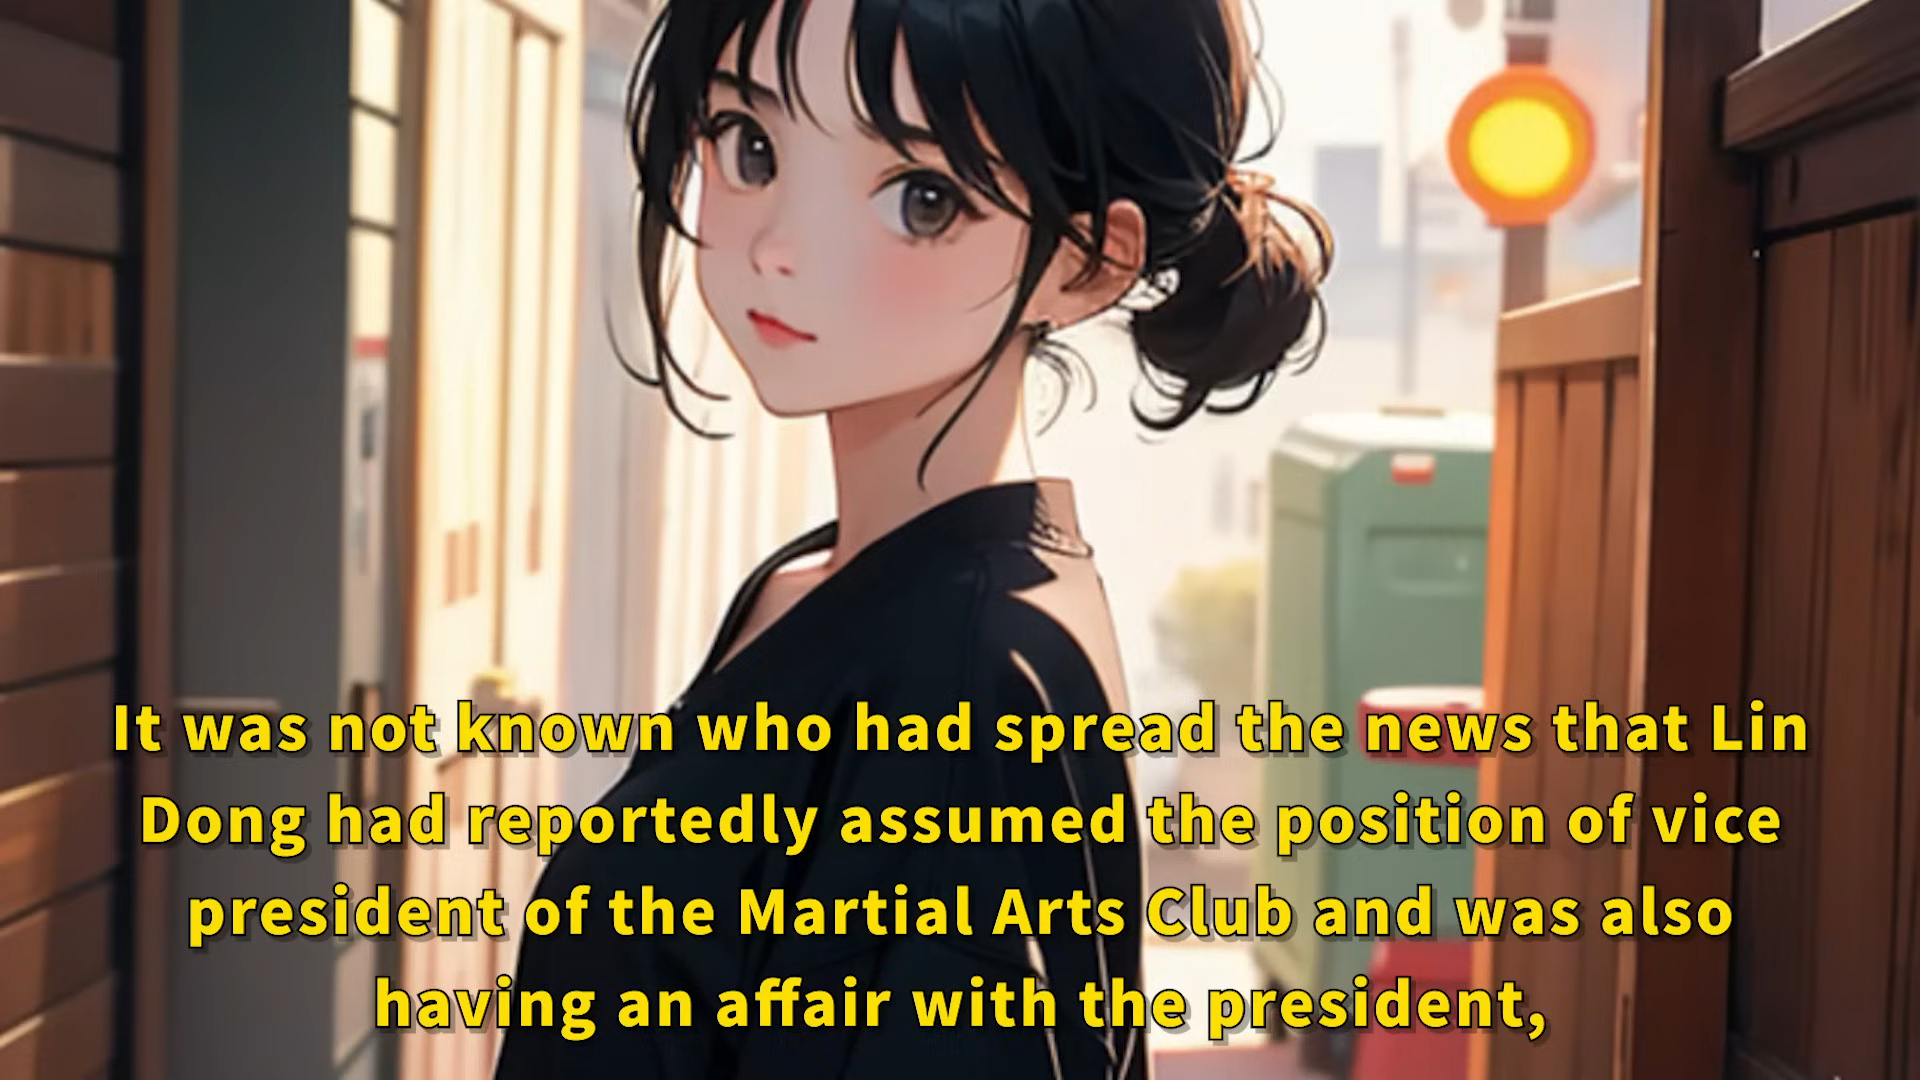 It was not known who had spread the news that Lin
Dong had reportedly assumed the position of vice
president of the Martial Arts Club and was also
having an affair with the president,